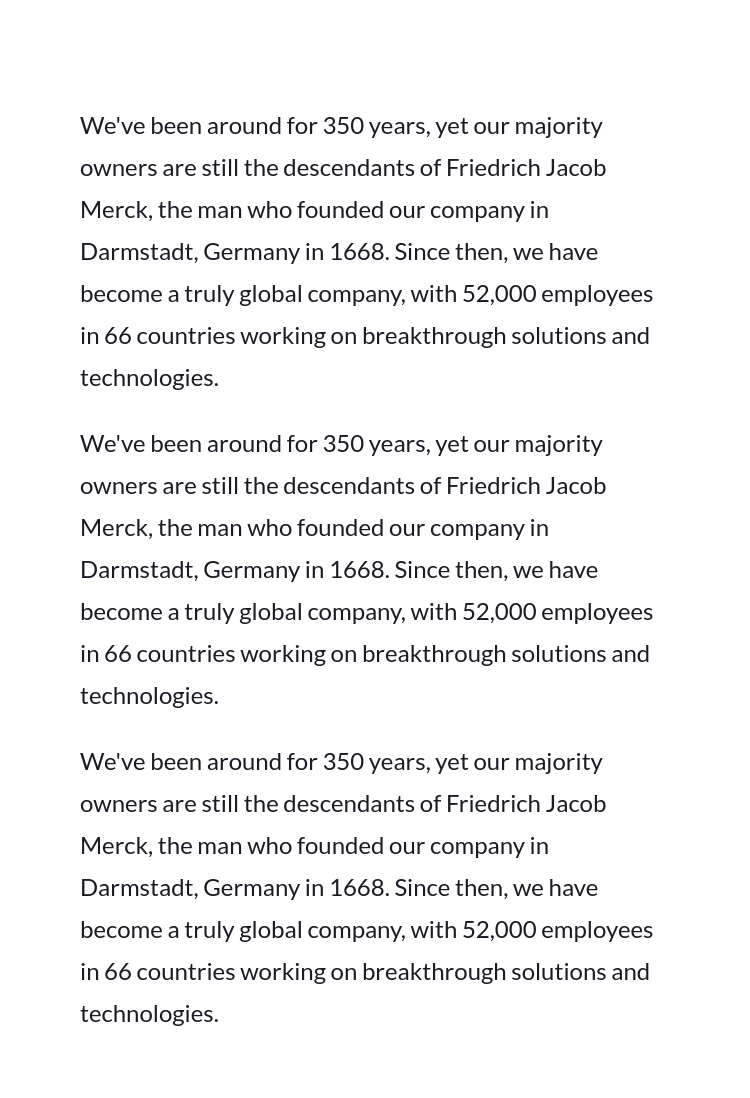 We've been around for 350 years, yet our majority
owners are still the descendants of Friedrich Jacob
Merck, the man who founded our company in
Darmstadt, Germany in 1668. Since then, we have
become a truly global company, with 52,000 employees
in 66 countries working on breakthrough solutions and
technologies.
We've been around for 350 years, yet our majority
owners are still the descendants of Friedrich Jacob
Merck, the man who founded our company in
Darmstadt, Germany in 1668. Since then, we have
become a truly global company, with 52,000 employees
in 66 countries working on breakthrough solutions and
technologies.
We've been around for 350 years, yet our majority
owners are still the descendants of Friedrich Jacob
Merck, the man who founded our company in
Darmstadt, Germany in 1668. Since then, we have
become a truly global company, with 52,000 employees
in 66 countries working on breakthrough solutions and
technologies.